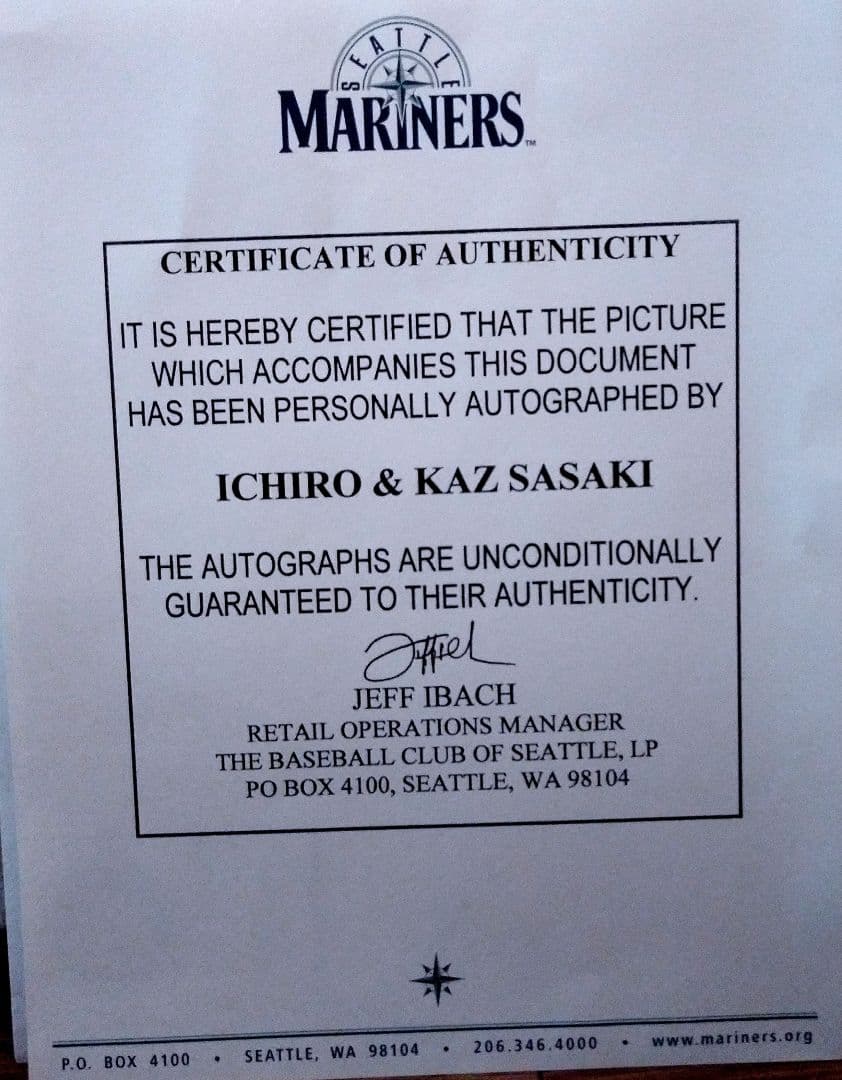 SEATTLE
MARINERS™
CERTIFICATE OF AUTHENTICITY
IT IS HEREBY CERTIFIED THAT THE PICTURE
WHICH ACCOMPANIES THIS DOCUMENT
HAS BEEN PERSONALLY AUTOGRAPHED BY
ICHIRO & KAZ SASAKI
THE AUTOGRAPHS ARE UNCONDITIONALLY
GUARANTEED TO THEIR AUTHENTICITY.
JEFF IBACH
RETAIL OPERATIONS MANAGER
THE BASEBALL CLUB OF SEATTLE, LP
PO BOX 4100, SEATTLE, WA 98104
P.O. BOX 4100 • SEATTLE, WA 98104 • 206.346.4000 • www.mariners.org